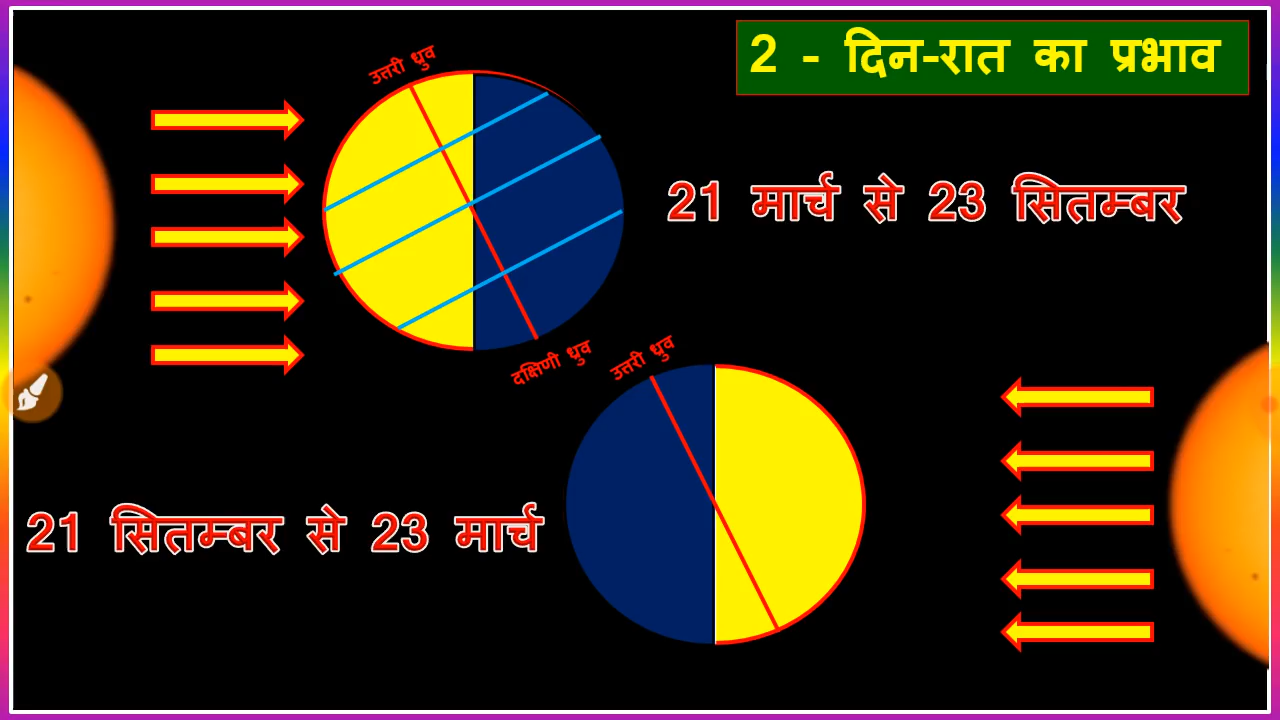 2 - दिन-रात का प्रभाव
उत्तरी ध्रुव
21 मार्च से 23 सितम्बर
दक्षिणी ध्रुव
उत्तरी ध्रुव
21 सितम्बर से 23 मार्च